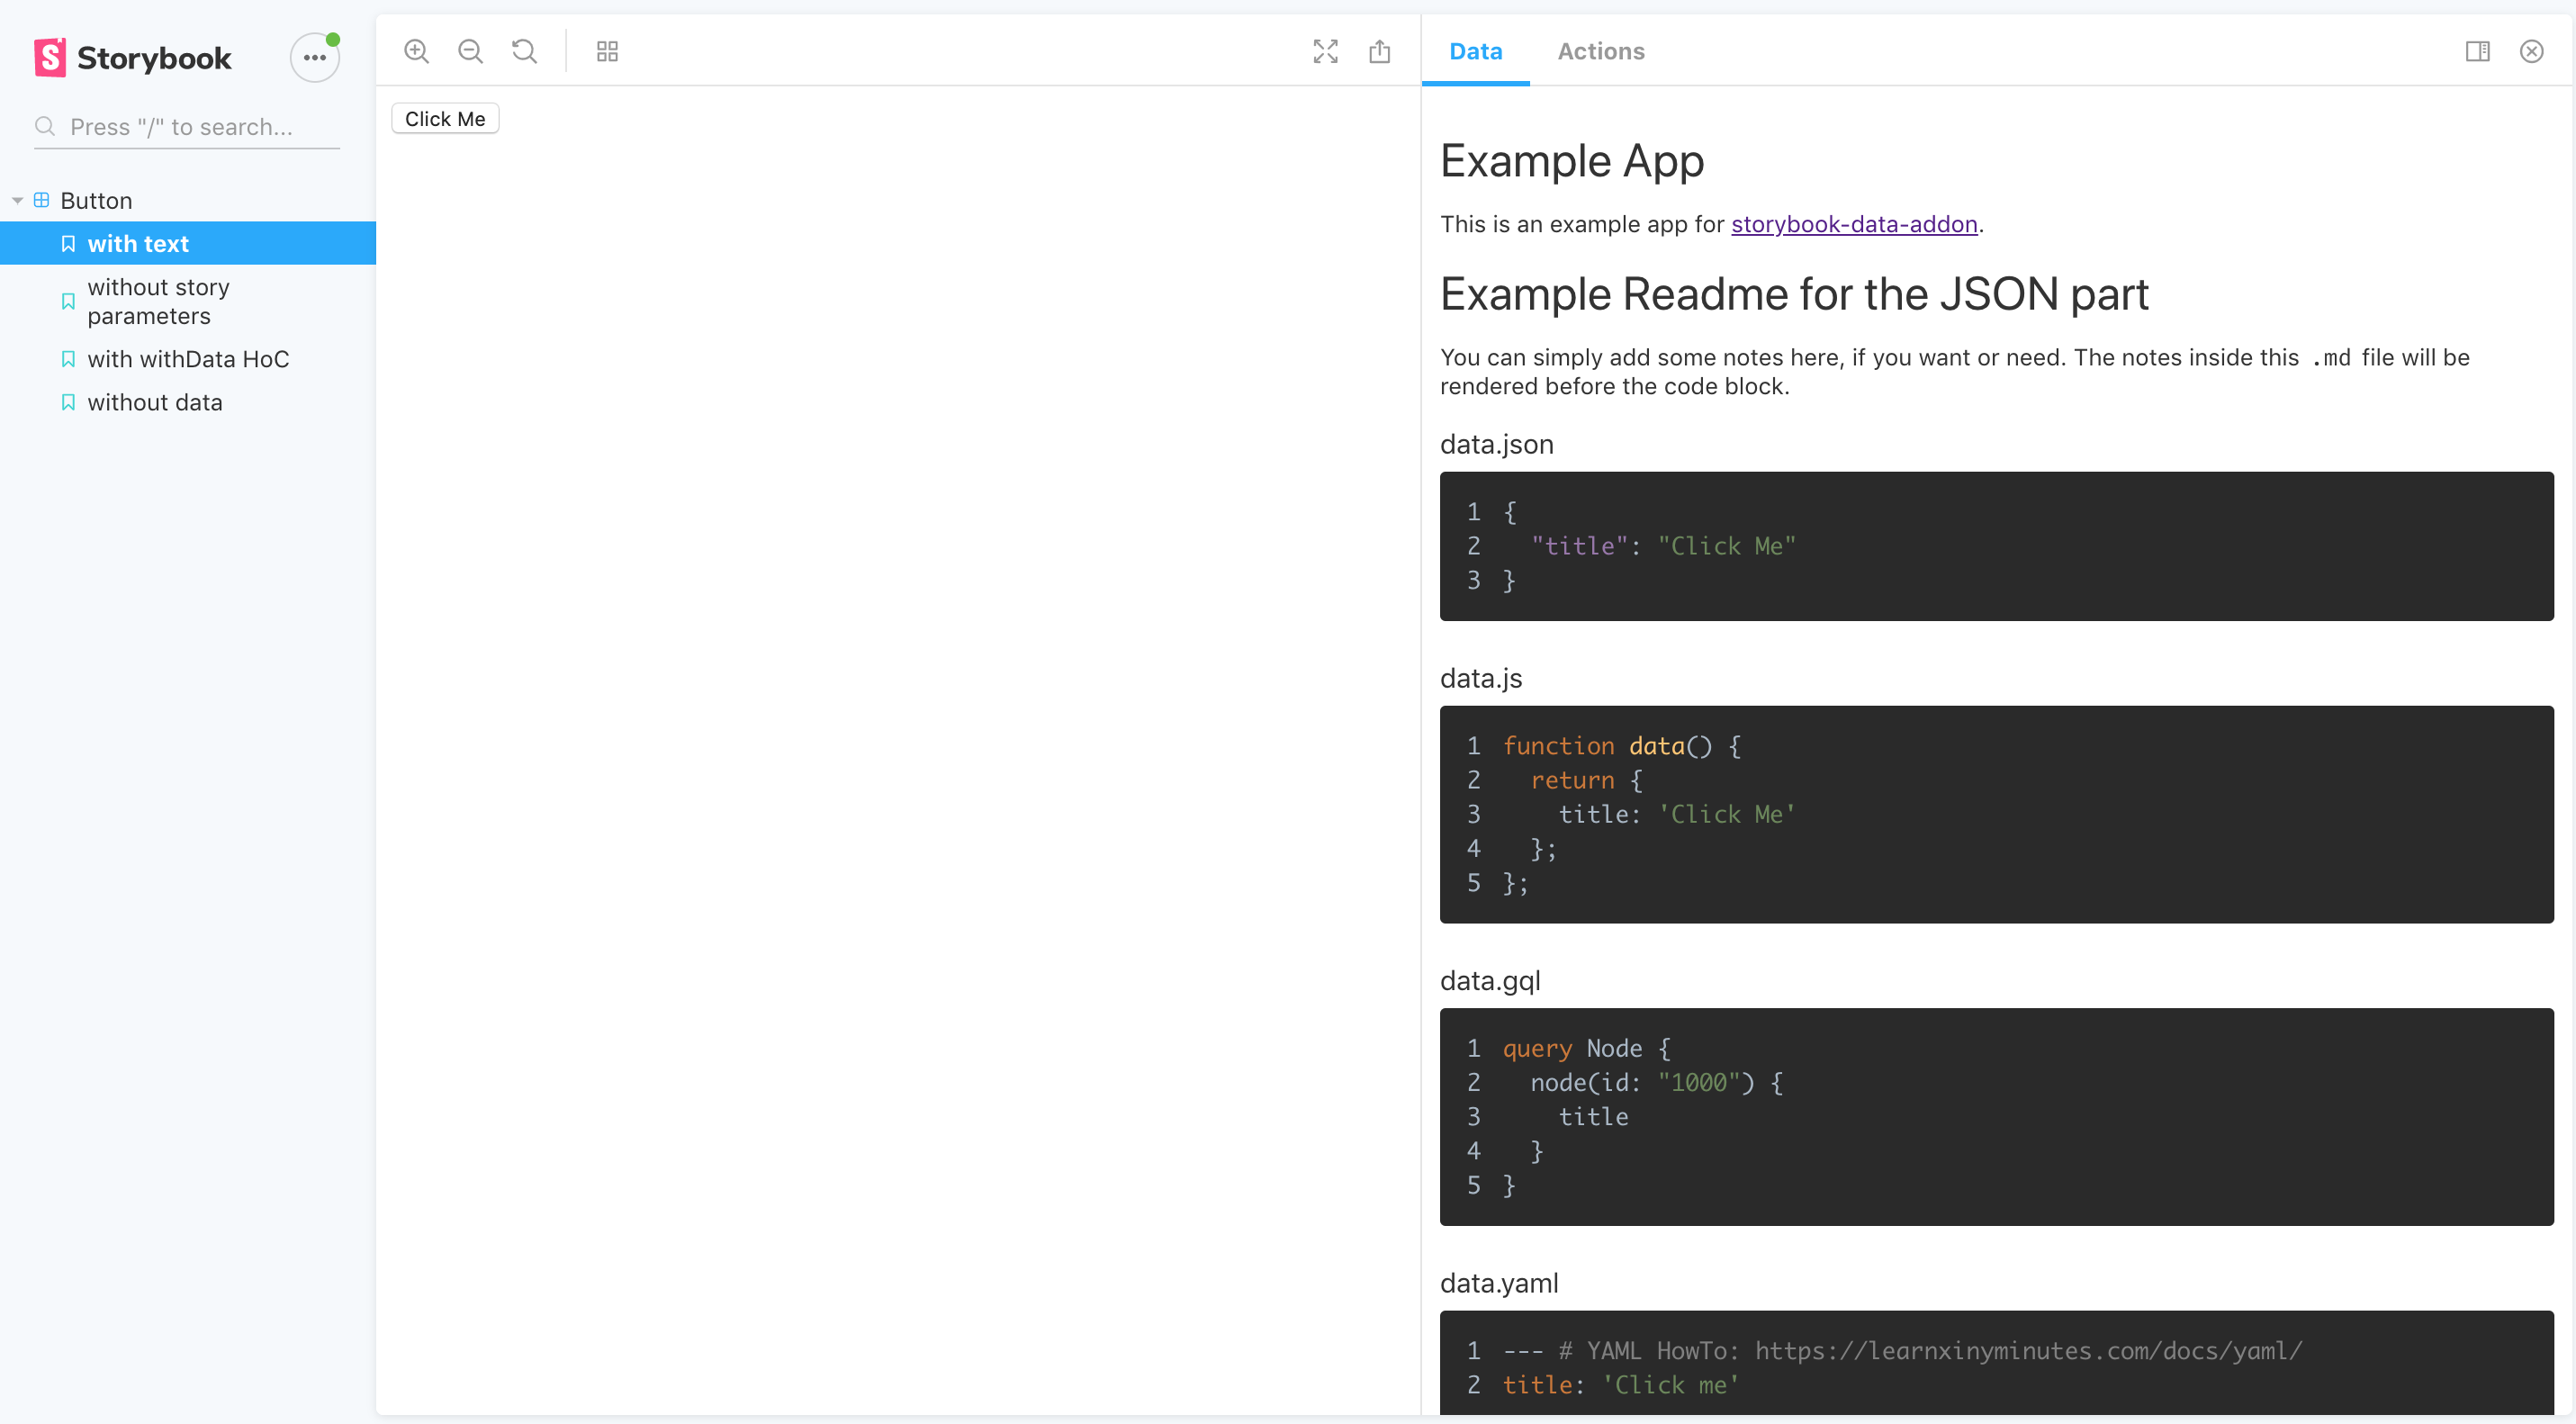 Storybook
Press "/" to search...
Button
with text
without story
parameters
with withData HoC
without data
Click Me
Data
Actions
Example App
This is an example app for storybook-data-addon.
Example Readme for the JSON part
You can simply add some notes here, if you want or need. The notes inside this .md file will be
rendered before the code block.
data.json
1 {
2   "title": "Click Me"
3 }
data.js
1 function data() {
2   return {
3     title: 'Click Me'
4   };
5 };
data.gql
1 query Node {
2   node(id: "1000") {
3     title
4   }
5 }
data.yaml
1 --- # YAML HowTo: https://learnxinyminutes.com/docs/yaml/
2 title: 'Click me'